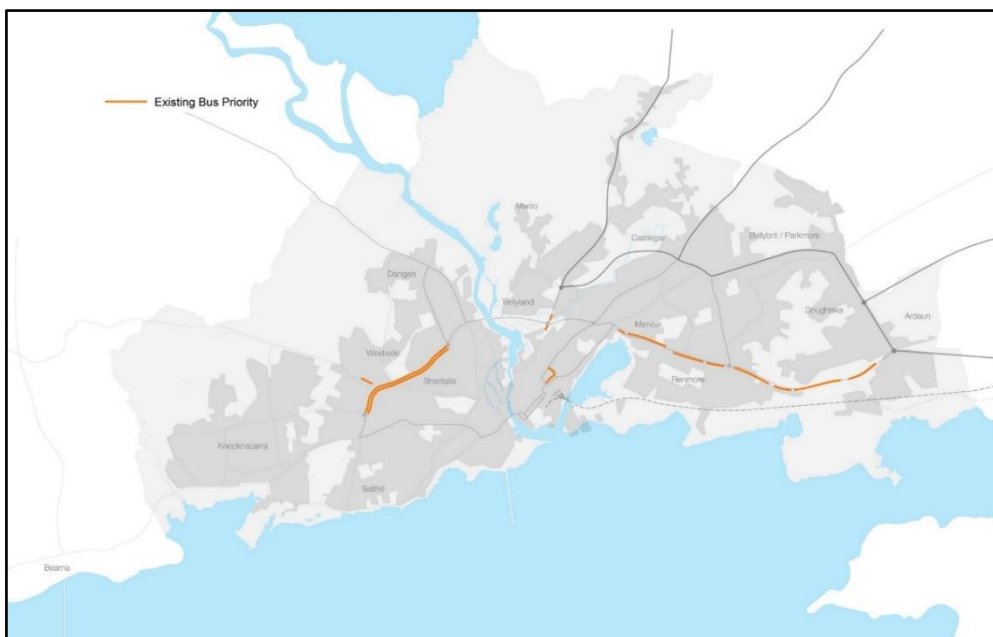 Existing Bus Priority
Menlo
Castlegar
Ballybrit / Parkmore
Dangan
Terryland
Doughiska
Ardaun
Mervue
Westside
Shantalla
Renmore
Knocknacarra
Salthill
Bearna